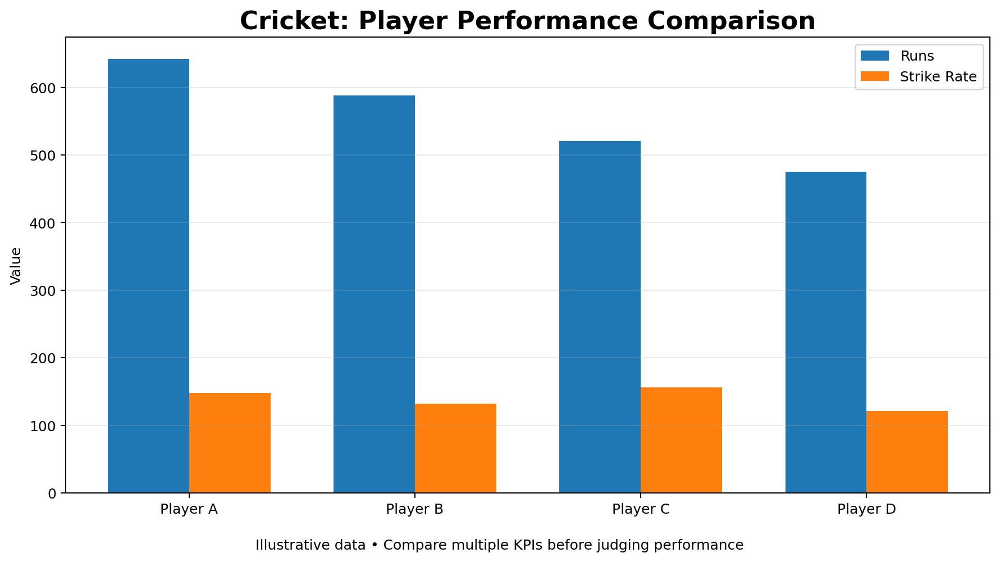 Cricket: Player Performance Comparison
Runs
Strike Rate
600
500
400
300
200
100
0
Value
Player A
Player B
Player C
Player D
Illustrative data • Compare multiple KPIs before judging performance